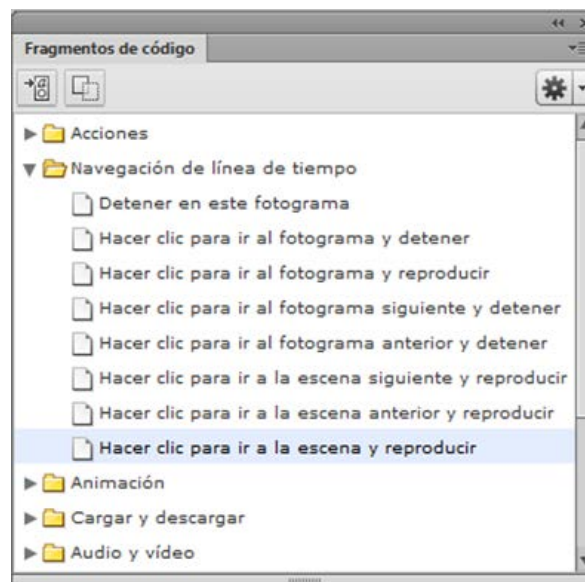 Fragmentos de código
Acciones
Navegación de línea de tiempo
Detener en este fotograma
Hacer clic para ir al fotograma y detener
Hacer clic para ir al fotograma y reproducir
Hacer clic para ir al fotograma siguiente y detener
Hacer clic para ir al fotograma anterior y detener
Hacer clic para ir a la escena siguiente y reproducir
Hacer clic para ir a la escena anterior y reproducir
Hacer clic para ir a la escena y reproducir
Animación
Cargar y descargar
Audio y vídeo